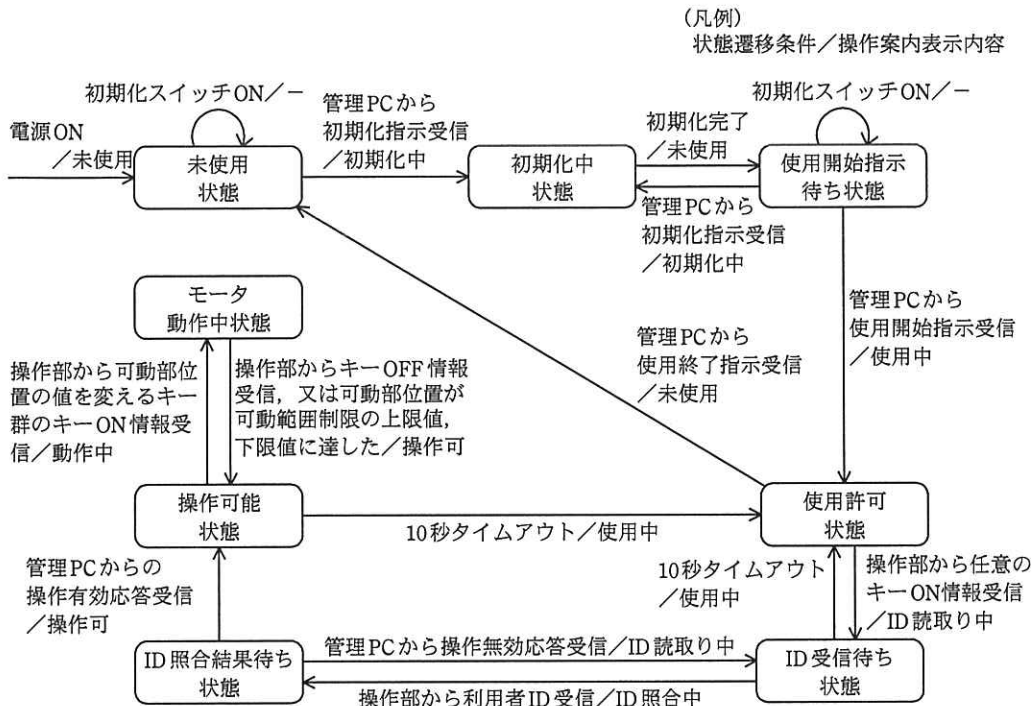 （凡例）
状態遷移条件／操作案内表示内容
初期化スイッチON／−
管理PCから
初期化指示受信
／初期化中
初期化スイッチON／−
電源ON
／未使用
初期化完了
／未使用
未使用
状態
初期化中
状態
使用開始指示
待ち状態
管理PCから
初期化指示受信
／初期化中
モータ
動作中状態
管理PCから
使用開始指示受信
／使用中
管理PCから
使用終了指示受信
／未使用
操作部から可動部位
置の値を変えるキー
群のキーON情報受
信／動作中
操作部からキーOFF情報
受信，又は可動部位置が
可動範囲制限の上限値，
下限値に達した／操作可
操作可能
状態
使用許可
状態
10秒タイムアウト／使用中
管理PCからの
操作有効応答受信
／操作可
10秒タイムアウト
／使用中
操作部から任意の
キーON情報受信
／ID読取り中
ID照合結果待ち
状態
管理PCから操作無効応答受信／ID読取り中
操作部から利用者ID受信／ID照合中
ID受信待ち
状態